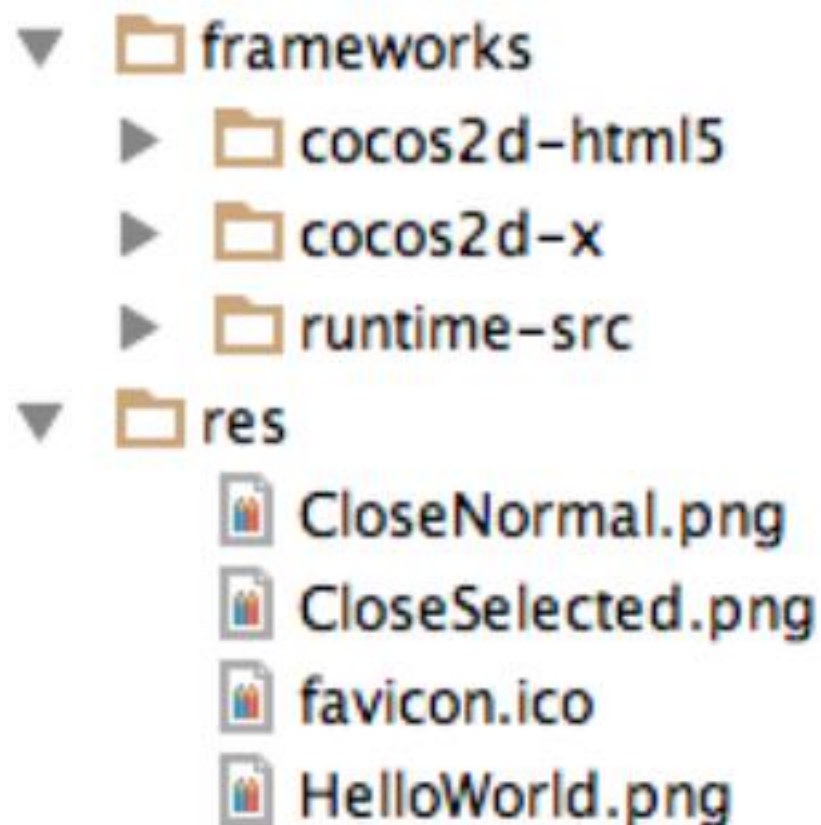 frameworks
cocos2d-html5
cocos2d-x
runtime-src
res
CloseNormal.png
CloseSelected.png
favicon.ico
HelloWorld.png